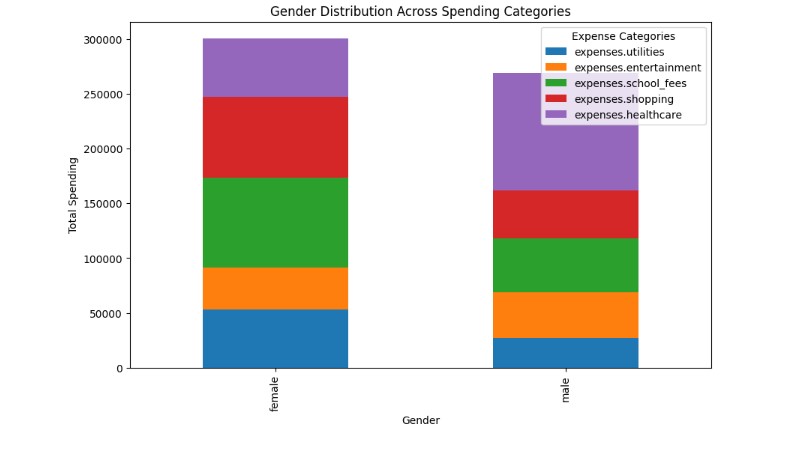 Gender Distribution Across Spending Categories
Expense Categories
expenses.utilities
expenses.entertainment
expenses.school_fees
expenses.shopping
expenses.healthcare
Total Spending
300000
250000
200000
150000
100000
50000
0
female
male
Gender